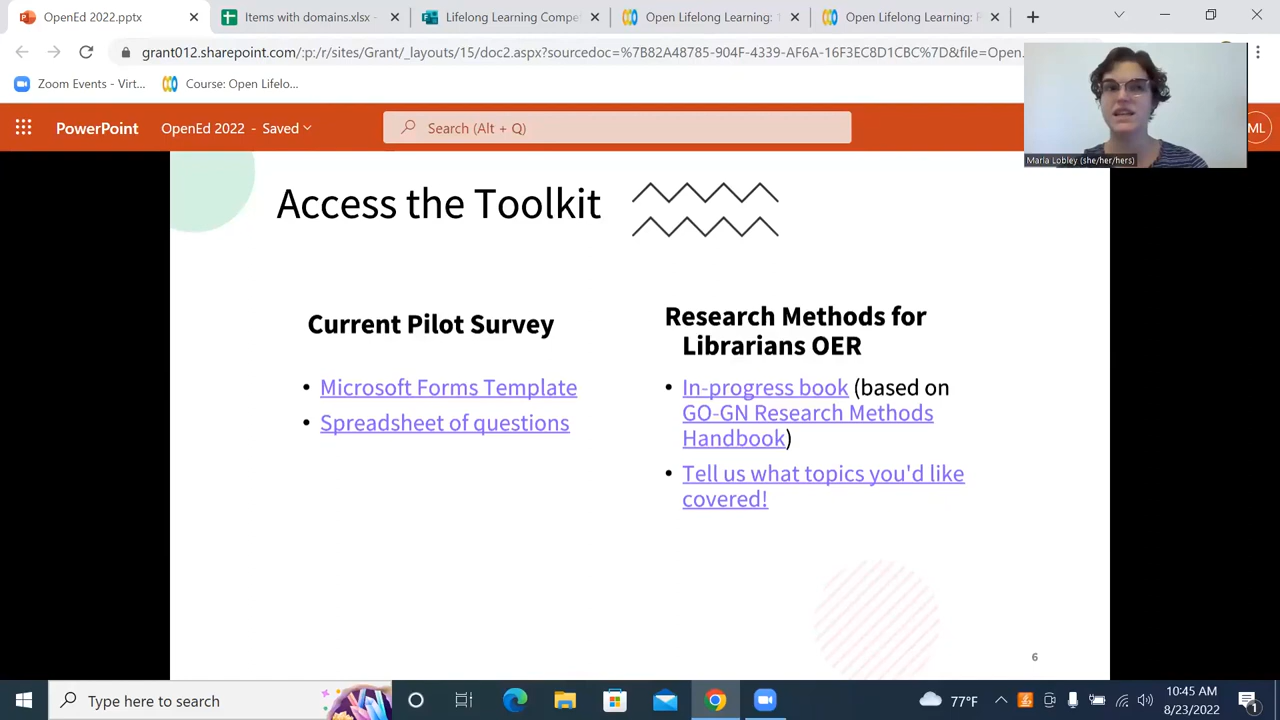 OpenEd 2022.pptx
Items with domains.xlsx -
Lifelong Learning Compe
Open Lifelong Learning: 1
Open Lifelong Learning: F
grant012.sharepoint.com/:p:/r/sites/Grant/_layouts/15/doc2.aspx?sourcedoc=%7B82A48785-904F-4339-AF6A-16F3EC8D1CBC%7D&file=Open.
Zoom Events - Virt...
Course: Open Lifelo...
PowerPoint
OpenEd 2022 - Saved
Search (Alt + Q)
ML
Marla Lobley (she/her/hers)
Access the Toolkit
Current Pilot Survey
• Microsoft Forms Template
• Spreadsheet of questions
Research Methods for
Librarians OER
• In-progress book (based on
GO-GN Research Methods
Handbook)
• Tell us what topics you'd like
covered!
6
Type here to search
77°F
10:45 AM
8/23/2022
1